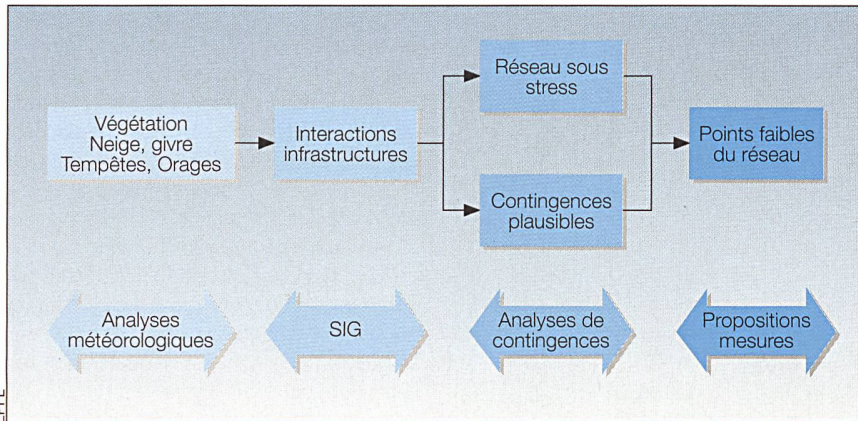 Végétation
Neige, givre
Tempêtes, Orages
Interactions
infrastructures
Réseau sous
stress
Contingences
plausibles
Points faibles
du réseau
Analyses
météorologiques
SIG
Analyses de
contingences
Propositions
mesures